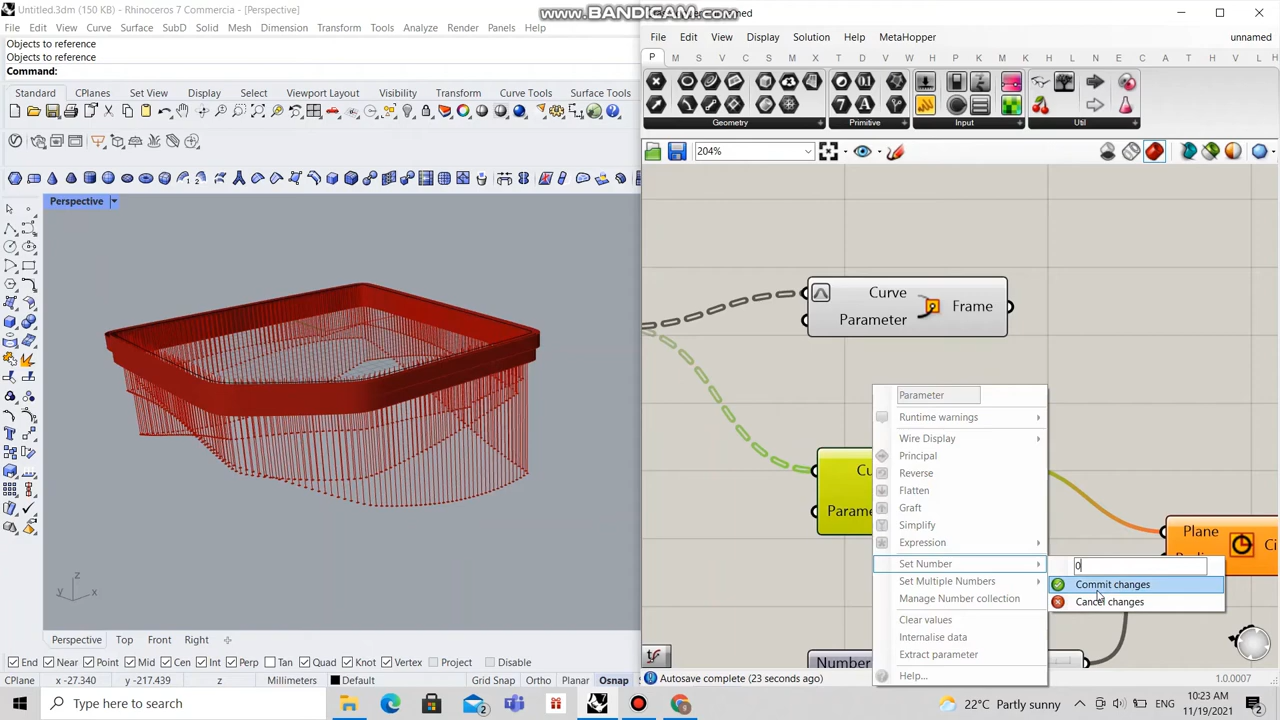 Untitled.3dm (150 KB) - Rhinoceros 7 Commercia - [Perspective]
www.BANDICAM.com
File Edit View Curve Surface SubD Solid Mesh Dimension Transform Tools Analyze Render Panels Help
Objects to reference
Objects to reference
Command:
Standard CPlanes Set View Display Select Viewport Layout Visibility Transform Curve Tools Surface Tools
Perspective
z
x
Perspective Top Front Right
End Near Point Mid Cen Int Perp Tan Quad Knot Vertex Project Disable
CPlane x -27.340 y -217.439 Millimeters Default Grid Snap Ortho Planar Osnap
File Edit View Display Solution Help MetaHopper unnamed
P M S V C S M X T D V R W H F K M P N E C A T H V L H
Geometry Primitive Input Util
204%
Curve
Parameter
Frame
Parameter
Runtime warnings
Wire Display
Principal
Reverse
Flatten
Graft
Simplify
Expression
Set Number
Set Multiple Numbers
Manage Number collection
Clear values
Internalise data
Extract parameter
Help...
0
Commit changes
Cancel changes
Parame
Plane
Number
Autosave complete (23 seconds ago)
1.0.0007
Type here to search
2
22°C Partly sunny
ENG
10:23 AM
11/19/2021
2